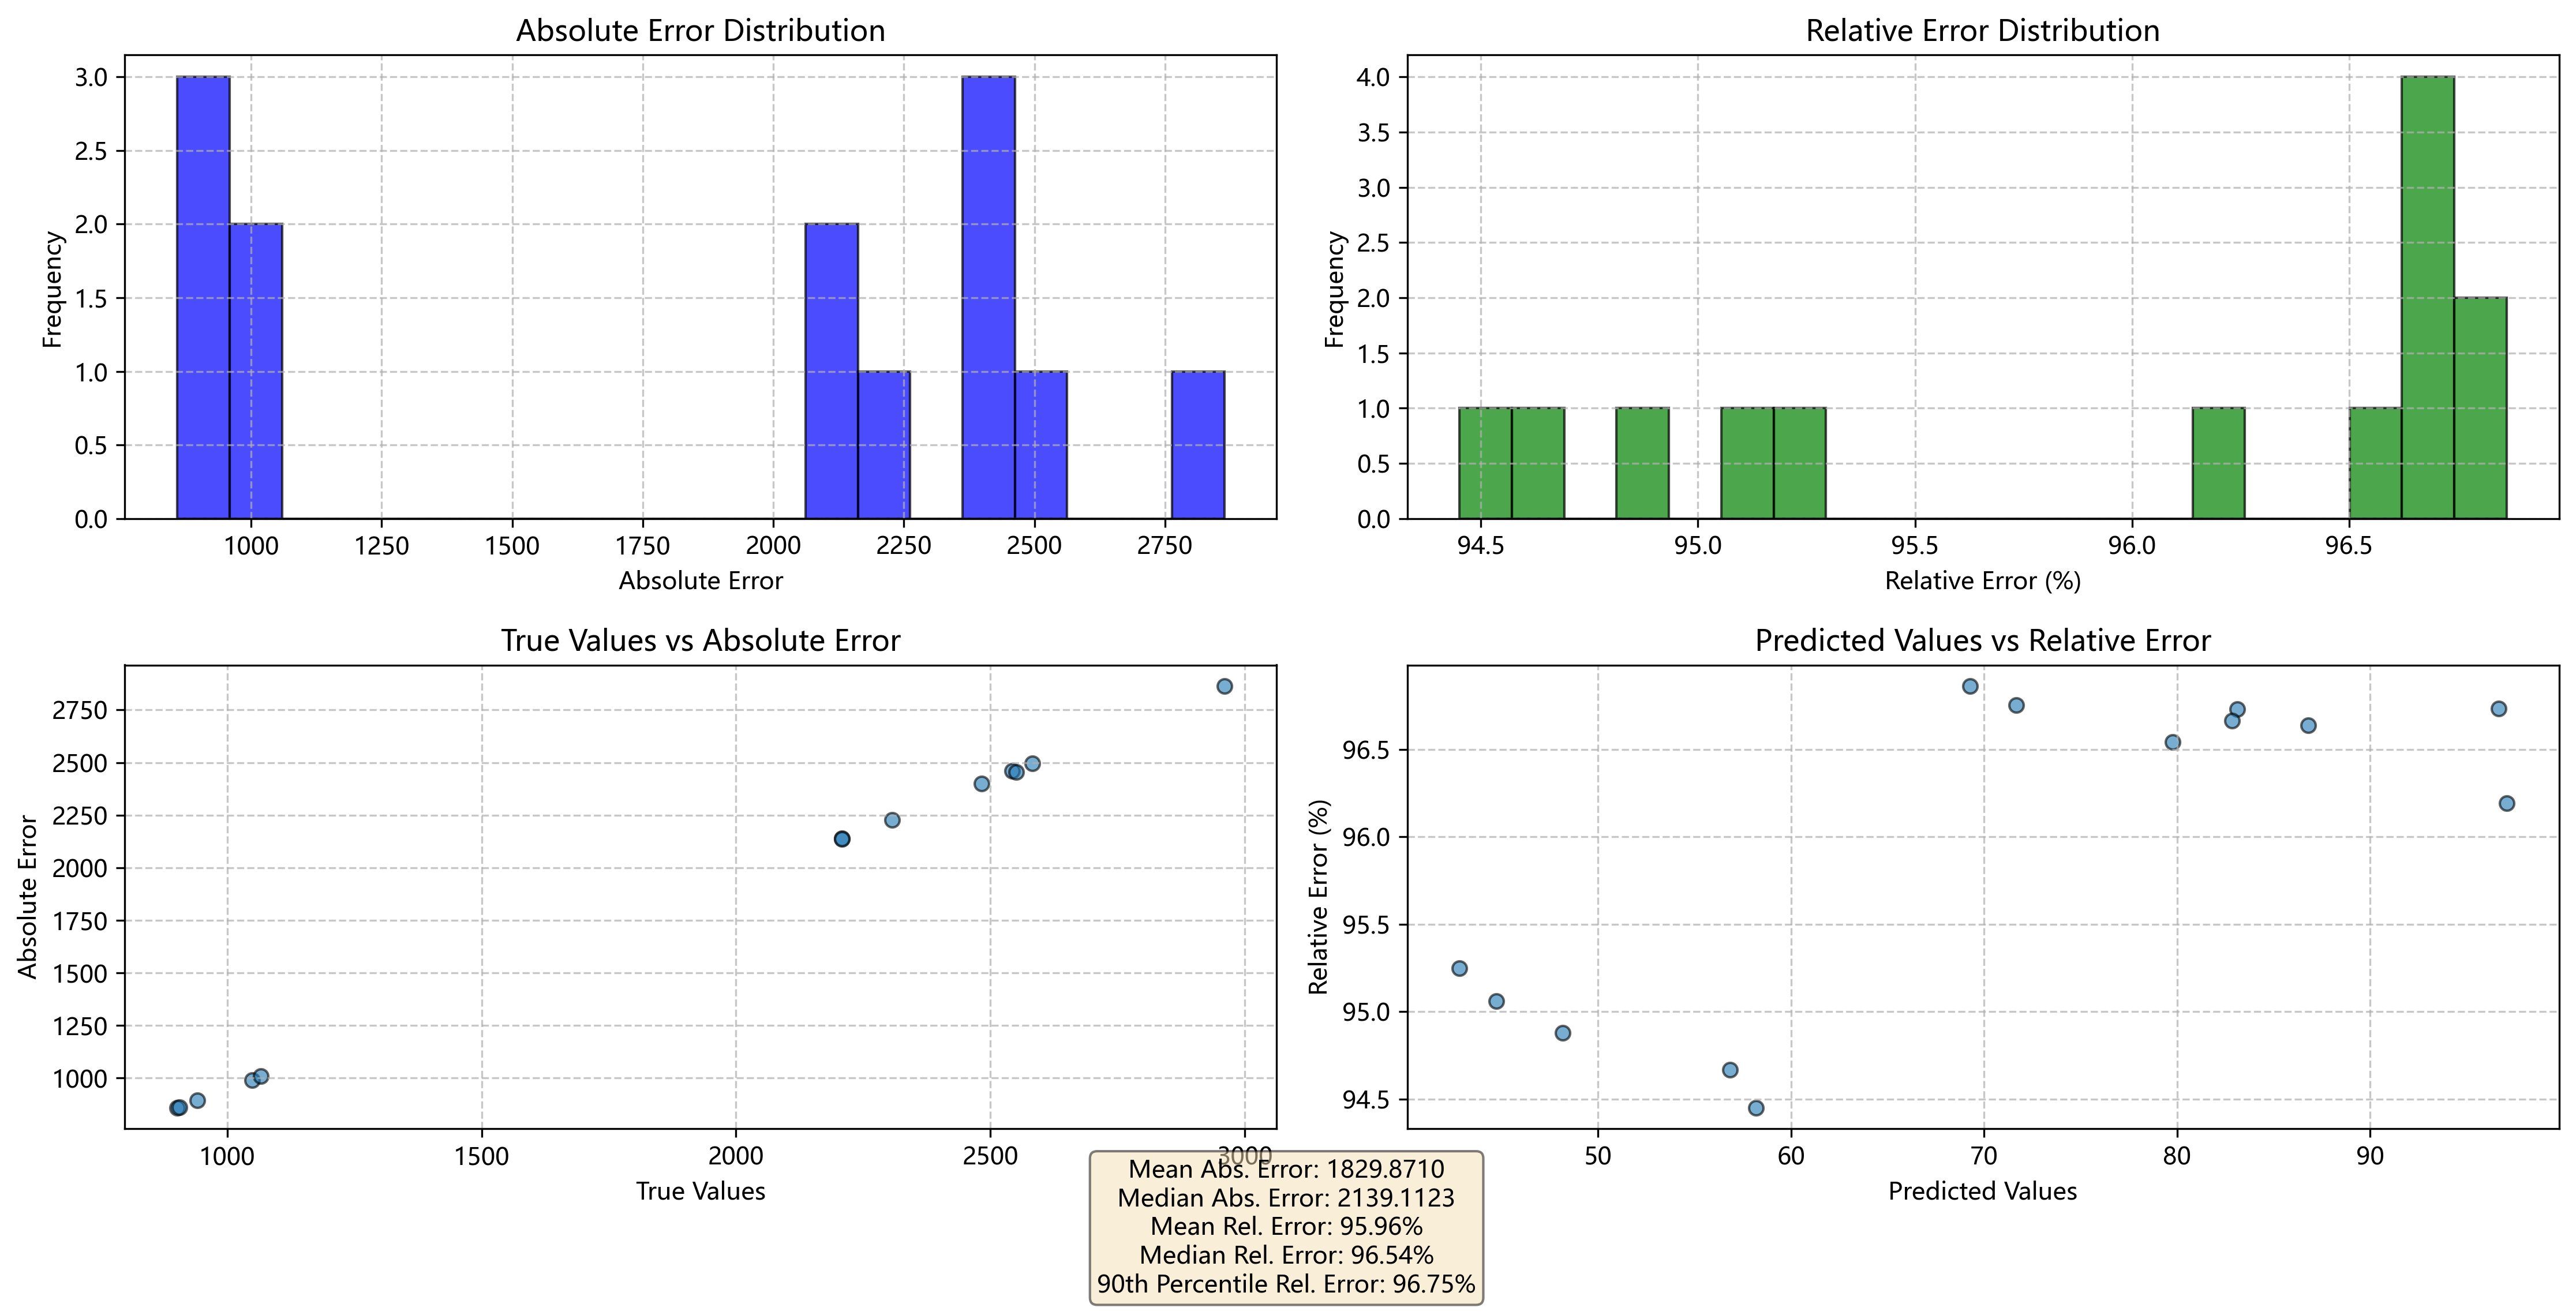 Absolute Error Distribution
3.0
2.5
2.0
1.5
1.0
0.5
0.0
Frequency
1000 1250 1500 1750 2000 2250 2500 2750
Absolute Error
Relative Error Distribution
4.0
3.5
3.0
2.5
2.0
1.5
1.0
0.5
0.0
Frequency
94.5 95.0 95.5 96.0 96.5
Relative Error (%)
True Values vs Absolute Error
2750
2500
2250
2000
1750
1500
1250
1000
Absolute Error
1000 1500 2000 2500 3000
True Values
Predicted Values vs Relative Error
96.5
96.0
95.5
95.0
94.5
Relative Error (%)
50 60 70 80 90
Predicted Values
Mean Abs. Error: 1829.8710
Median Abs. Error: 2139.1123
Mean Rel. Error: 95.96%
Median Rel. Error: 96.54%
90th Percentile Rel. Error: 96.75%